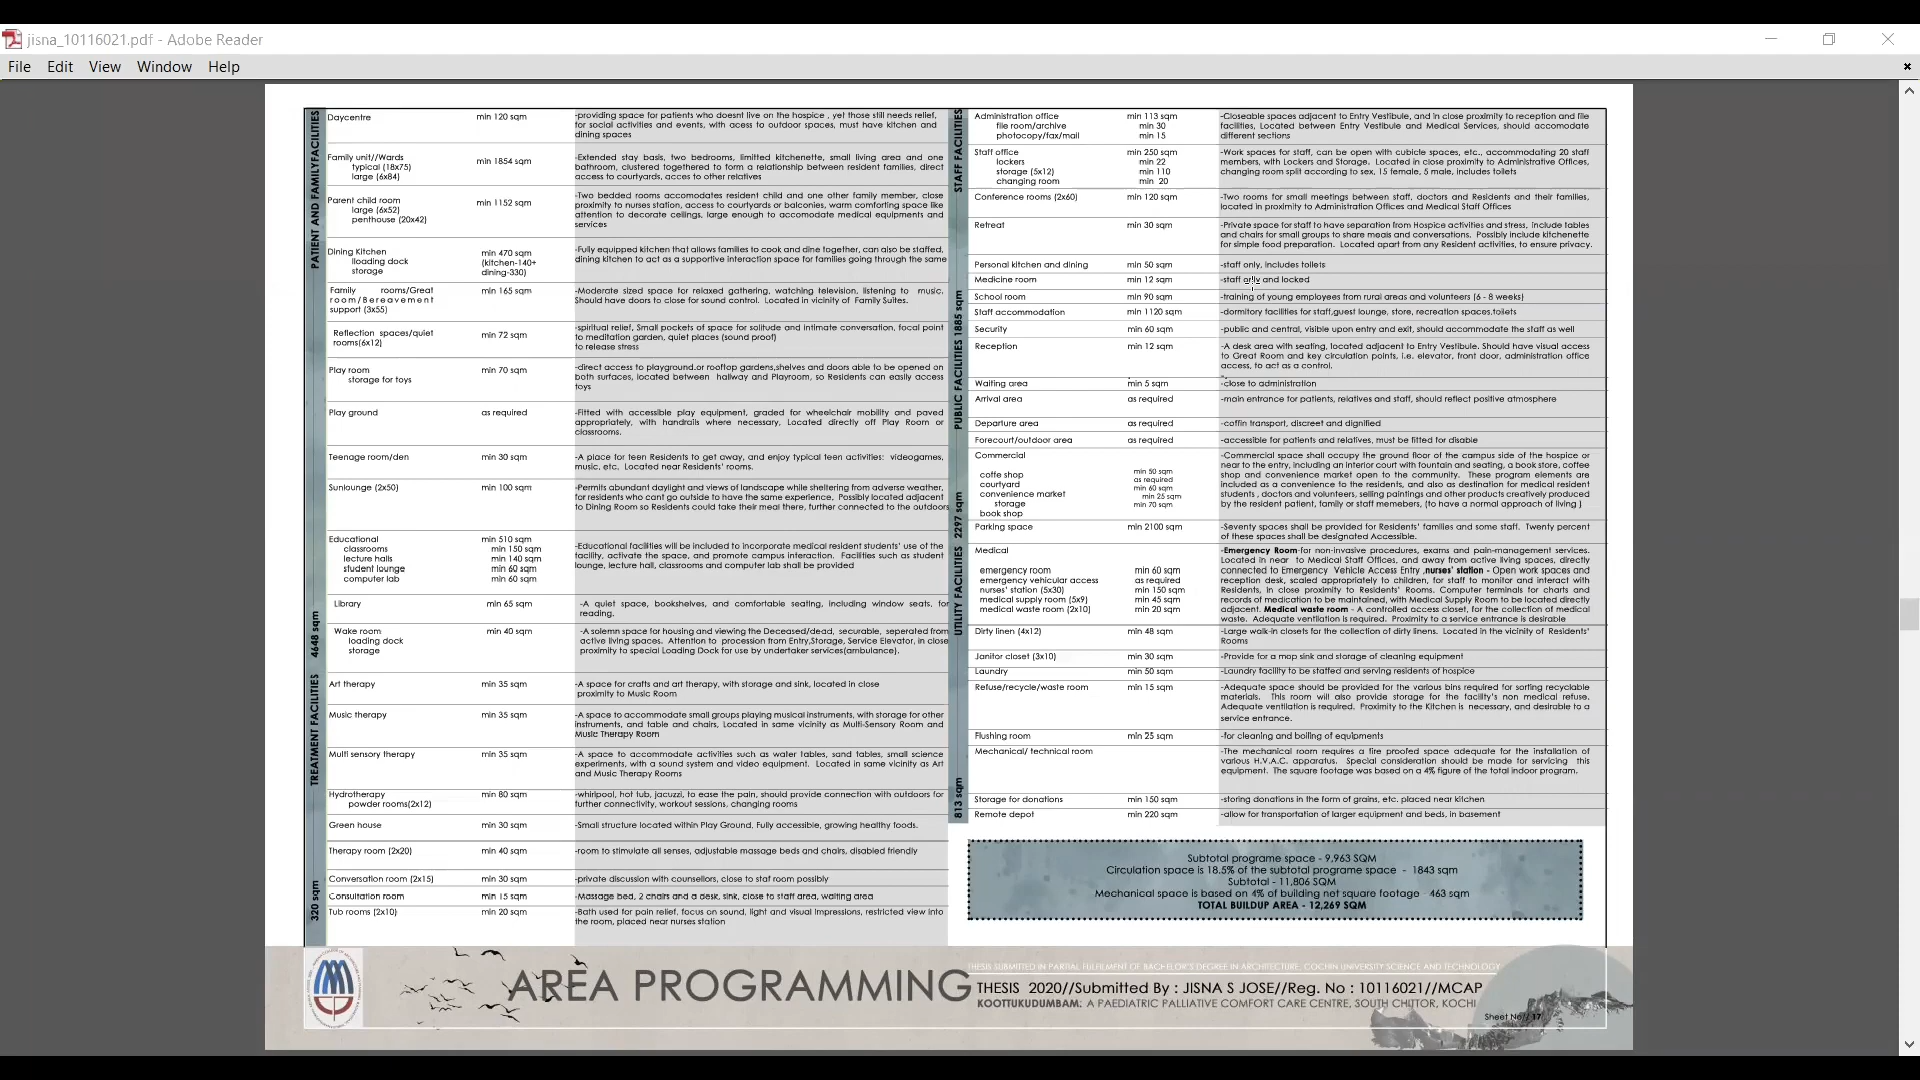 jisna_10116021.pdf - Adobe Reader
File Edit View Window Help
PATIENT AND FAMILY FACILITIES
4648 sqm
TREATMENT FACILITIES
320 sqm
Daycentre min 120 sqm -providing space for patients who doesnt live on the hospice , yet those still needs relief,
for social activities and events, with acess to outdoor spaces, must have kitchen and
dining spaces
Family unit//Wards min 1854 sqm -Extended stay basis, two bedrooms, limitted kitchenette, small living area and one
typical (18x75) bathroom, clustered togethered to form a relationship between resident families, direct
large (6x84) access to courtyards, acces to other relatives
Parent child room min 1152 sqm -Two bedded rooms accomodates resident child and one other family member, close
large (6x52) proximity to nurses station, access to courtyards or balconies, warm comforting space like
penthouse (20x42) attention to decorate ceilings, large enough to accomodate medical equipments and
services
Dining Kitchen min 470 sqm -Fully equipped kitchen that allows families to cook and dine together, can also be staffed,
lloading dock (kitchen-140+ dining kitchen to act as a supportive interaction space for families going through the same
storage dining-330)
Family rooms/Great min 165 sqm -Moderate sized space for relaxed gathering, watching television, listening to music.
room/Bereavement Should have doors to close for sound control. Located in vicinity of Family Suites.
support (3x55)
Reflection spaces/quiet min 72 sqm -spiritual relief, Small pockets of space for solitude and intimate conversation, focal point
rooms(6x12) to meditation garden, quiet places (sound proof)
to release stress
Play room min 70 sqm -direct access to playground.or rooftop gardens,shelves and doors able to be opened on
storage for toys both surfaces, located between hallway and Playroom, so Residents can easily access
toys
Play ground as required -Fitted with accessible play equipment, graded for wheelchair mobility and paved
appropriately, with handrails where necessary, Located directly off Play Room or
classrooms.
Teenage room/den min 30 sqm -A place for teen Residents to get away, and enjoy typical teen activities: videogames,
music, etc. Located near Residents' rooms.
Sunlounge (2x50) min 100 sqm -Permits abundant daylight and views of landscape while sheltering from adverse weather,
for residents who cant go outside to have the same experience. Possibly located adjacent
to Dining Room so Residents could take their meal there, further connected to the outdoors
Educational min 510 sqm -Educational facilities will be included to incorporate medical resident students' use of the
classrooms min 150 sqm facility, activate the space, and promote campus interaction. Facilities such as student
lecture halls min 140 sqm lounge, lecture hall, classrooms and computer lab shall be provided
student lounge min 60 sqm
computer lab min 60 sqm
Library min 65 sqm -A quiet space, bookshelves, and comfortable seating, including window seats. for
reading.
Wake room min 40 sqm -A solemn space for housing and viewing the Deceased/dead, securable, seperated from
loading dock active living spaces. Attention to procession from Entry,Storage, Service Elevator, in close
storage proximity to special Loading Dock for use by undertaker services(ambulance).
Art therapy min 35 sqm -A space for crafts and art therapy, with storage and sink, located in close
proximity to Music Room
Music therapy min 35 sqm -A space to accommodate small groups playing musical instruments, with storage for other
instruments, and table and chairs, Located in same vicinity as Multi-Sensory Room and
Music Therapy Room
Multi sensory therapy min 35 sqm -A space to accommodate activities such as water tables, sand tables, small science
experiments, with a sound system and video equipment. Located in same vicinity as Art
and Music Therapy Rooms
Hydrotherapy min 80 sqm -whirlpool, hot tub, jacuzzi, to ease the pain, should provide connection with outdoors for
powder rooms(2x12) further connectivity, workout sessions, changing rooms
Green house min 30 sqm -Small structure located within Play Ground. Fully accessible, growing healthy foods.
Therapy room (2x20) min 40 sqm -room to stimulate all senses, adjustable massage beds and chairs, disabled friendly
Conversation room (2x15) min 30 sqm -private discussion with counsellors, close to staf room possibly
Consultation room min 15 sqm -Massage bed, 2 chairs and a desk, sink, close to staff area, waiting area
Tub rooms (2x10) min 20 sqm -Bath used for pain relief, focus on sound, light and visual impressions, restricted view into
the room, placed near nurses station
STAFF FACILITIES
1885 sqm
PUBLIC FACILITIES
2297 sqm
UTILITY FACILITIES
813 sqm
Administration office min 113 sqm -Closeable spaces adjacent to Entry Vestibule, and in close proximity to reception and file
file room/archive min 30 facilities, Located between Entry Vestibule and Medical Services, should accomodate
photocopy/fax/mail min 15 different sections
Staff office min 250 sqm -Work spaces for staff, can be open with cubicle spaces, etc., accommodating 20 staff
lockers min 22 members, with Lockers and Storage. Located in close proximity to Administrative Offices,
storage (5x12) min 110 changing room split according to sex, 15 female, 5 male, includes toilets
changing room min 20
Conference rooms (2x60) min 120 sqm -Two rooms for small meetings between staff, doctors and Residents and their families,
located in proximity to Administration Offices and Medical Staff Offices
Retreat min 30 sqm -Private space for staff to have separation from Hospice activities and stress, include tables
and chairs for small groups to share meals and conversations. Possibly include kitchenette
for simple food preparation. Located apart from any Resident activities, to ensure privacy.
Personal kitchen and dining min 50 sqm -staff only, includes toilets
Medicine room min 12 sqm -staff only and locked
School room min 90 sqm -training of young employees from rural areas and volunteers (6 - 8 weeks)
Staff accommodation min 1120 sqm -dormitory facilities for staff,guest lounge, store, recreation spaces,toilets
Security min 60 sqm -public and central, visible upon entry and exit, should accommodate the staff as well
Reception min 12 sqm -A desk area with seating, located adjacent to Entry Vestibule. Should have visual access
to Great Room and key circulation points, i.e. elevator, front door, administration office
access, to act as a control.
Waiting area min 5 sqm -close to administration
Arrival area as required -main entrance for patients, relatives and staff, should reflect positive atmosphere
Departure area as required -coffin transport, discreet and dignified
Forecourt/outdoor area as required -accessible for patients and relatives, must be fitted for disable
Commercial -Commercial space shall occupy the ground floor of the campus side of the hospice or
near to the entry, including an interior court with fountain and seating, a book store, coffee
coffe shop min 50 sqm shop and convenience market open to the community. These program elements are
courtyard as required included as a convenience to the residents, and also as destination for medical resident
convenience market min 60 sqm students , doctors and volunteers, selling paintings and other products creatively produced
storage min 25 sqm by the resident patient, family or staff memebers, (to have a normal approach of living )
book shop min 70 sqm
Parking space min 2100 sqm -Seventy spaces shall be provided for Residents' families and some staff. Twenty percent
of these spaces shall be designated Accessible.
Medical -Emergency Room-for non-invasive procedures, exams and pain-management services.
Located in near to Medical Staff Offices, and away from active living spaces, directly
emergency room min 60 sqm connected to Emergency Vehicle Access Entry ,nurses' station - Open work spaces and
emergency vehicular access as required reception desk, scaled appropriately to children, for staff to monitor and interact with
nurses' station (5x30) min 150 sqm Residents, in close proximity to Residents' Rooms. Computer terminals for charts and
medical supply room (5x9) min 45 sqm records of medication to be maintained, with Medical Supply Room to be located directly
medical waste room (2x10) min 20 sqm adjacent. Medical waste room - A controlled access closet, for the collection of medical
waste. Adequate ventilation is required. Proximity to a service entrance is desirable
Dirty linen (4x12) min 48 sqm -Large walk-in closets for the collection of dirty linens. Located in the vicinity of Residents'
Rooms
Janitor closet (3x10) min 30 sqm -Provide for a mop sink and storage of cleaning equipment
Laundry min 50 sqm -Laundry facility to be staffed and serving residents of hospice
Refuse/recycle/waste room min 15 sqm -Adequate space should be provided for the various bins required for sorting recyclable
materials. This room will also provide storage for the facility's non medical refuse.
Adequate ventilation is required. Proximity to the Kitchen is necessary, and desirable to a
service entrance.
Flushing room min 25 sqm -for cleaning and boiling of equipments
Mechanical/ technical room -The mechanical room requires a fire proofed space adequate for the installation of
various H.V.A.C. apparatus. Special consideration should be made for servicing this
equipment. The square footage was based on a 4% figure of the total indoor program.
Storage for donations min 150 sqm -storing donations in the form of grains, etc. placed near kitchen
Remote depot min 220 sqm -allow for transportation of larger equipment and beds, in basement
Subtotal programe space - 9,963 SQM
Circulation space is 18.5% of the subtotal programe space - 1843 sqm
Subtotal - 11,806 SQM
Mechanical space is based on 4% of building net square footage - 463 sqm
TOTAL BUILDUP AREA - 12,269 SQM
AREA PROGRAMMING
THESIS SUBMITTED IN PARTIAL FULFILMENT OF BACHELOR'S DEGREE IN ARCHITECTURE, COCHIN UNIVERSITY SCIENCE AND TECHNOLOGY
THESIS 2020//Submitted By : JISNA S JOSE//Reg. No : 10116021//MCAP
KOOTTUKUDUMBAM: A PAEDIATRIC PALLIATIVE COMFORT CARE CENTRE, SOUTH CHITTOR, KOCHI
Sheet No// 17